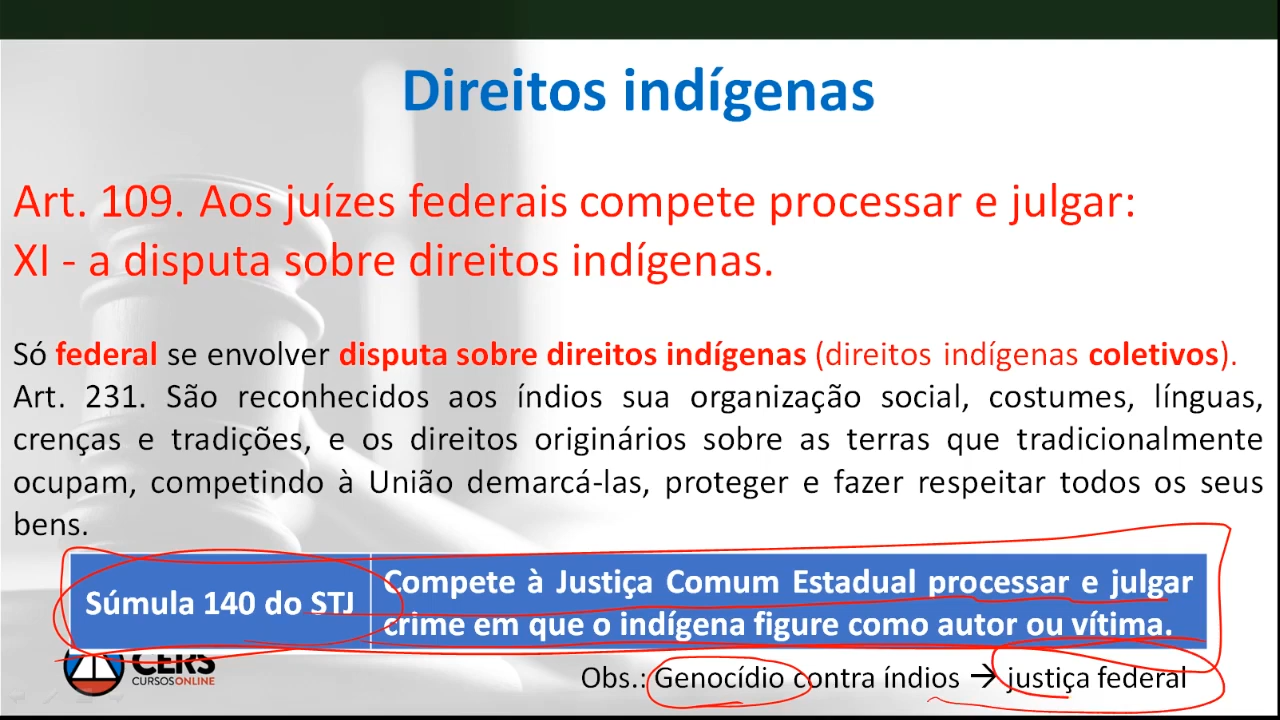 Direitos indígenas
Art. 109. Aos juízes federais compete processar e julgar:
XI - a disputa sobre direitos indígenas.
Só federal se envolver disputa sobre direitos indígenas (direitos indígenas coletivos).
Art. 231. São reconhecidos aos índios sua organização social, costumes, línguas,
crenças e tradições, e os direitos originários sobre as terras que tradicionalmente
ocupam, competindo à União demarcá-las, proteger e fazer respeitar todos os seus
bens.
Súmula 140 do STJ
Compete à Justiça Comum Estadual processar e julgar
crime em que o indígena figure como autor ou vítima.
CERS
CURSOS ONLINE
Obs.: Genocídio contra índios → justiça federal